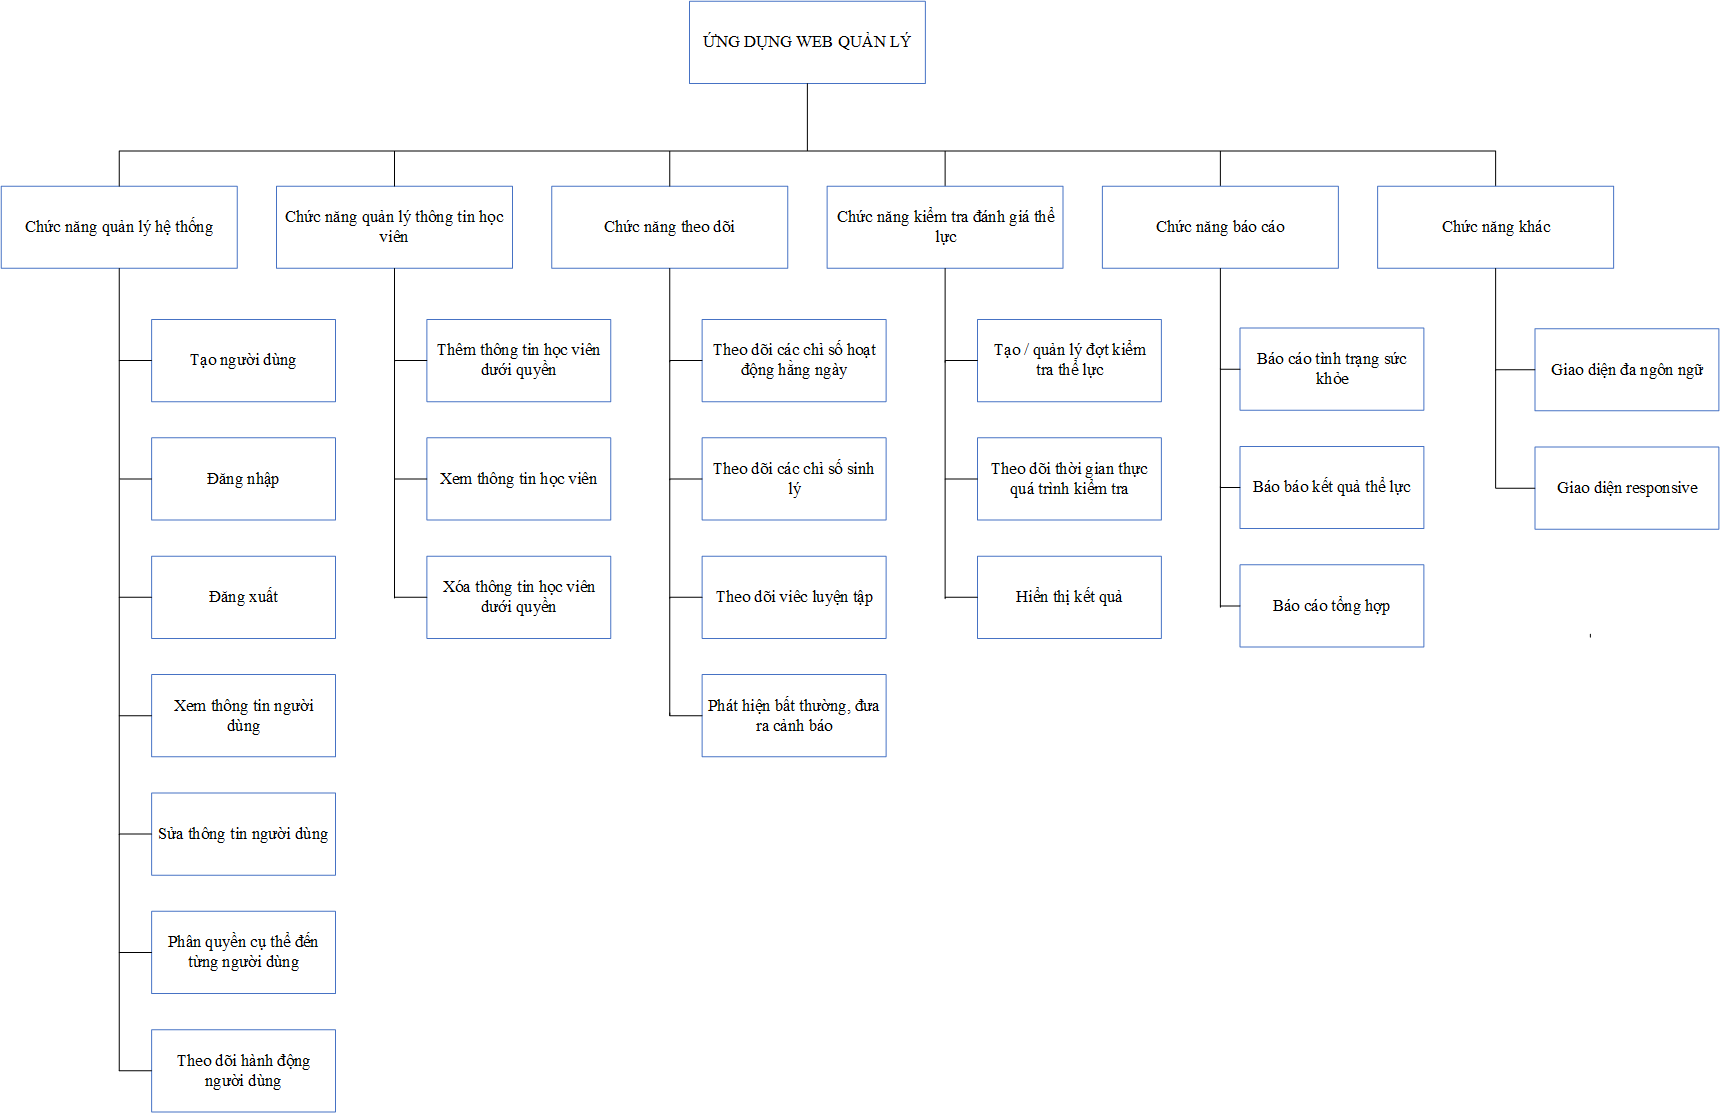 ỨNG DỤNG WEB QUẢN LÝ
Chức năng quản lý hệ thống
Chức năng quản lý thông tin học
viên
Chức năng theo dõi
Chức năng kiểm tra đánh giá thể
lực
Chức năng báo cáo
Chức năng khác
Tạo người dùng
Đăng nhập
Đăng xuất
Xem thông tin người
dùng
Sửa thông tin người dùng
Phân quyền cụ thể đến
từng người dùng
Theo dõi hành động
người dùng
Thêm thông tin học viên
dưới quyền
Xem thông tin học viên
Xóa thông tin học viên
dưới quyền
Theo dõi các chỉ số hoạt
động hằng ngày
Theo dõi các chỉ số sinh
lý
Theo dõi viêc luyện tập
Phát hiện bất thường, đưa
ra cảnh báo
Tạo / quản lý đợt kiểm
tra thể lực
Theo dõi thời gian thực
quá trình kiểm tra
Hiển thị kết quả
Báo cáo tình trạng sức
khỏe
Báo báo kết quả thể lực
Báo cáo tổng hợp
Giao diện đa ngôn ngữ
Giao diện responsive